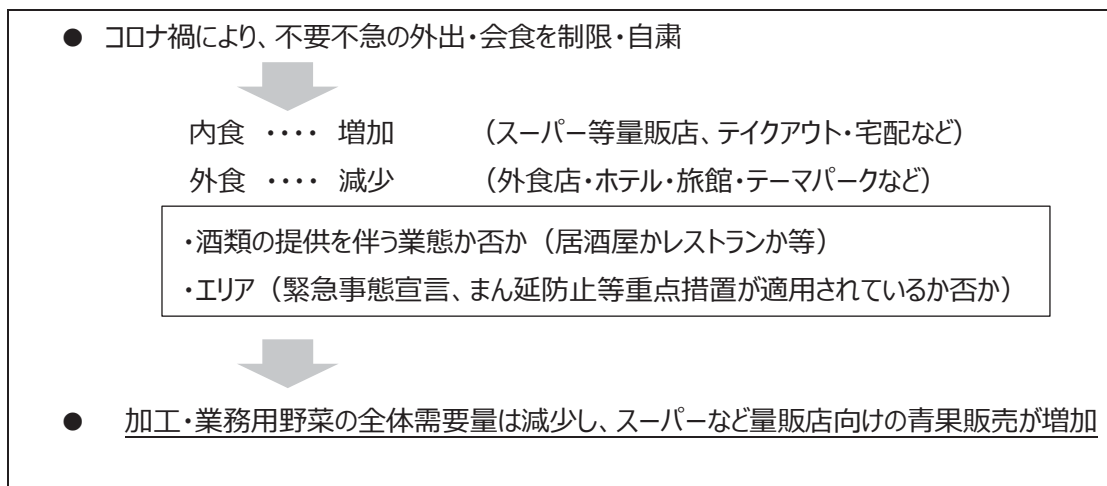 ● コロナ禍により、不要不急の外出・会食を制限・自粛
内食 ‥‥ 増加 （スーパー等量販店、テイクアウト・宅配など）
外食 ‥‥ 減少 （外食店・ホテル・旅館・テーマパークなど）
・酒類の提供を伴う業態か否か（居酒屋かレストランか等）
・エリア（緊急事態宣言、まん延防止等重点措置が適用されているか否か）
● 加工・業務用野菜の全体需要量は減少し、スーパーなど量販店向けの青果販売が増加